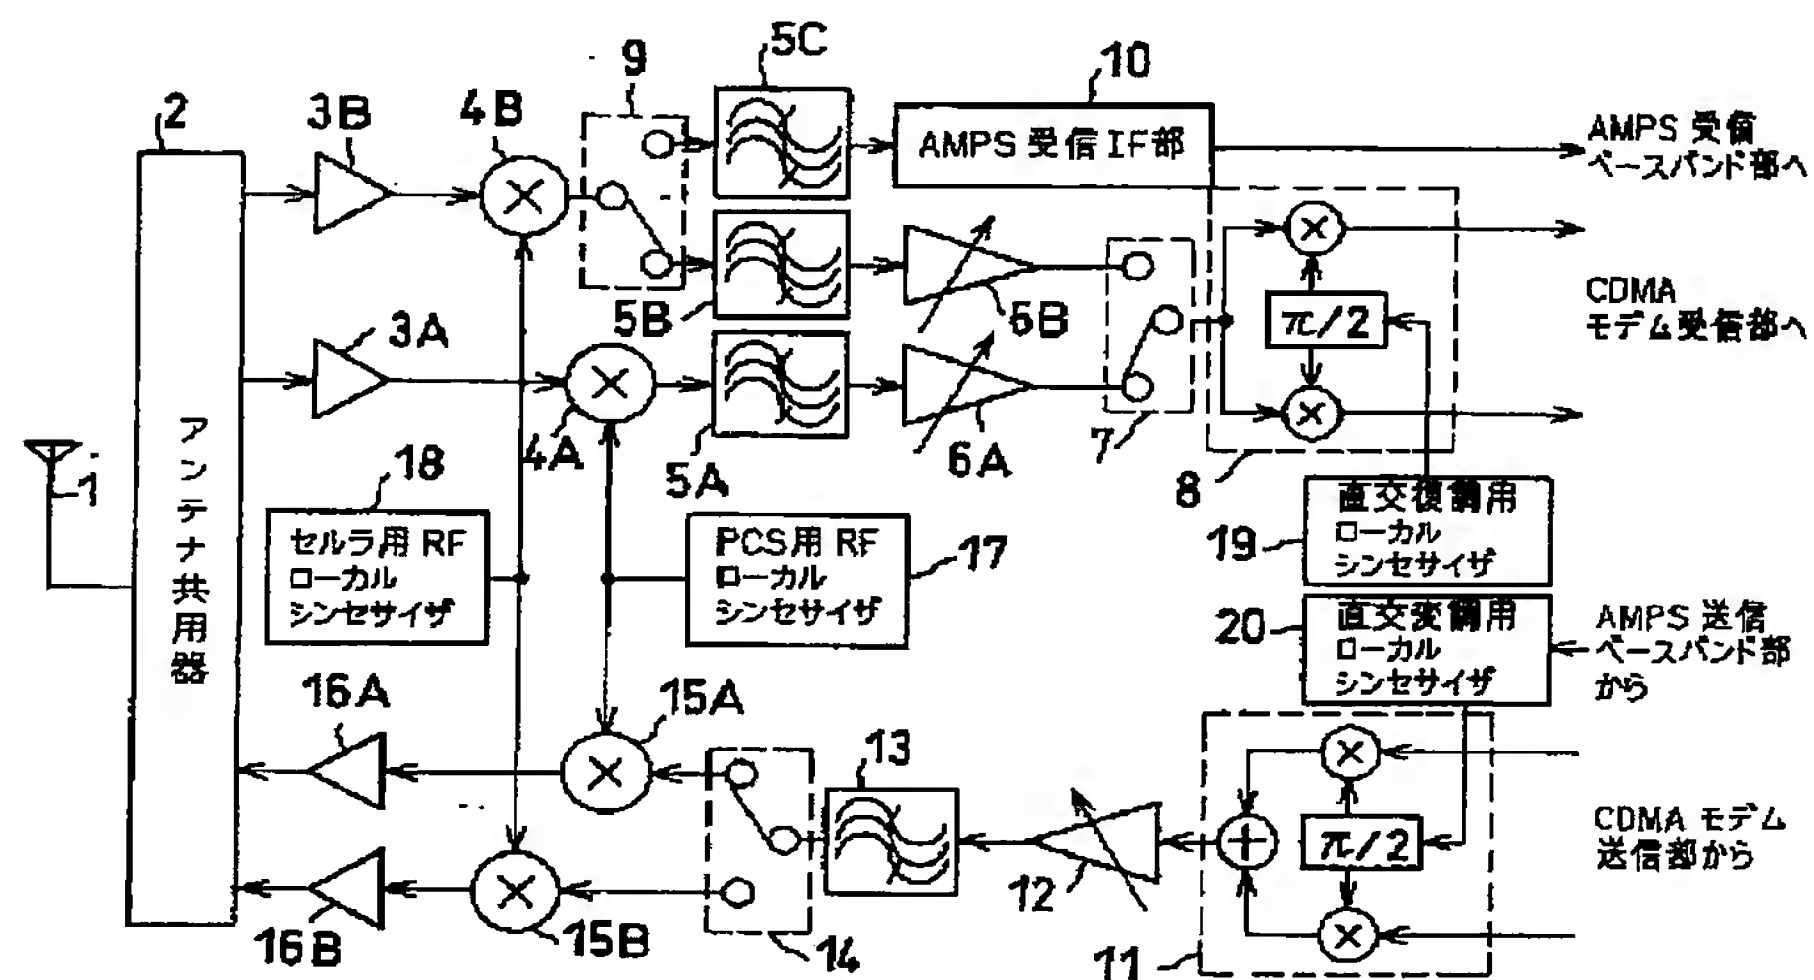 5C
9
10
2
3B
4B
AMPS 受信 IF部
AMPS 受信
ベースバンド部へ
5B
6B
π/2
CDMA
モデム受信部へ
3A
4A
5A
6A
7
8
1
アンテナ共用器
18
セルラ用 RF
ローカル
シンセサイザ
PCS用 RF
ローカル
シンセサイザ
17
19
直交復調用
ローカル
シンセサイザ
20
直交変調用
ローカル
シンセサイザ
AMPS 送信
ベースバンド部
から
16A
15A
13
12
π/2
CDMA モデム
送信部から
16B
15B
14
11